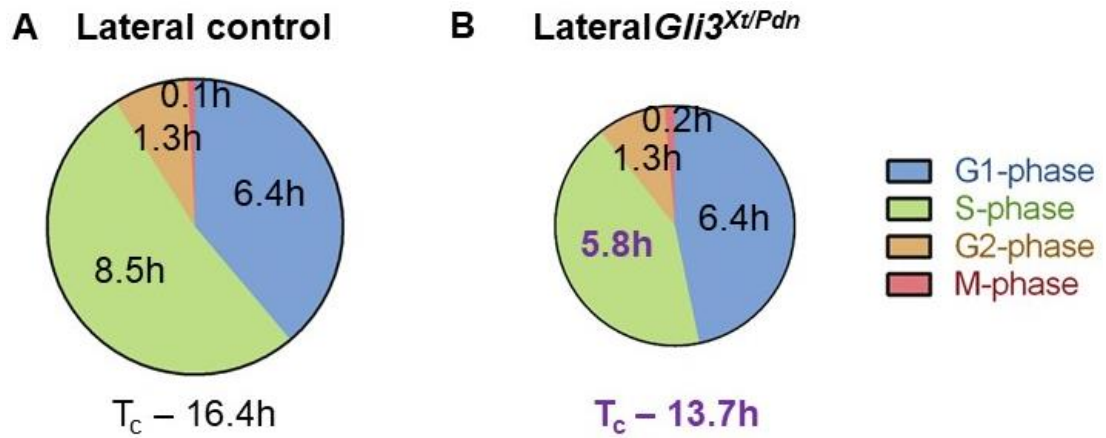 A Lateral control
0.1h
1.3h
6.4h
8.5h
Tc – 16.4h
B LateralGli3Xt/Pdn
0.2h
1.3h
6.4h
5.8h
Tc – 13.7h
G1-phase
S-phase
G2-phase
M-phase